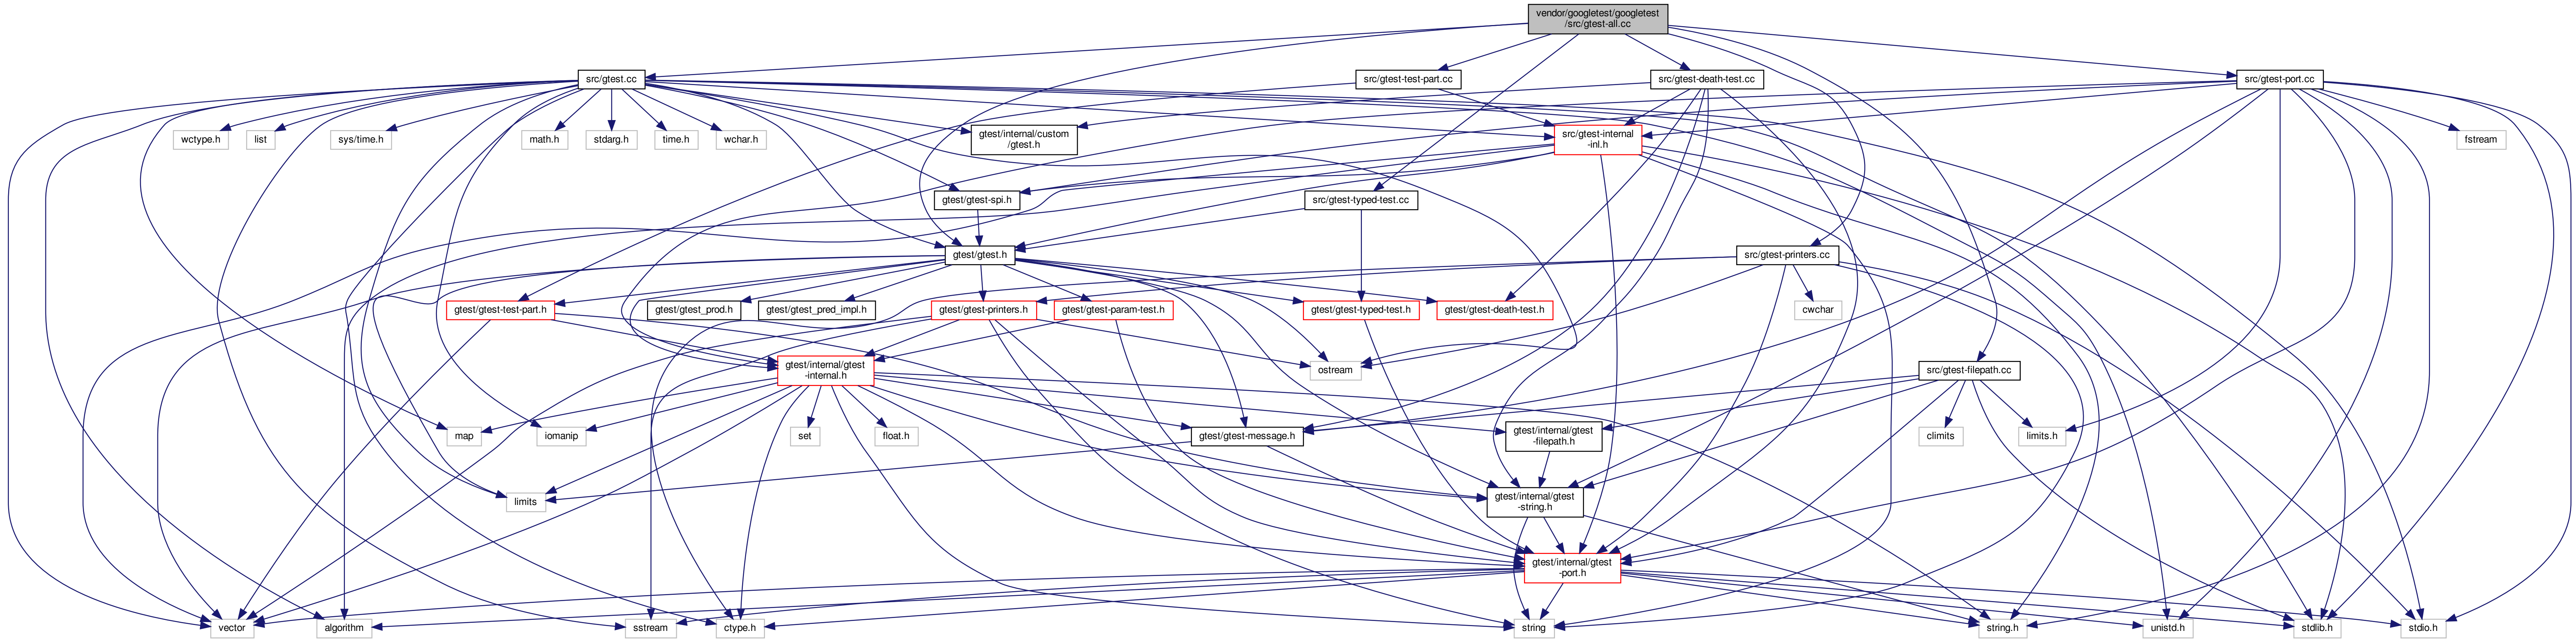 vendor/googletest/googletest
/src/gtest-all.cc
src/gtest.cc
src/gtest-test-part.cc
src/gtest-death-test.cc
src/gtest-port.cc
wctype.h
list
sys/time.h
math.h
stdarg.h
time.h
wchar.h
gtest/internal/custom
/gtest.h
src/gtest-internal
-inl.h
fstream
gtest/gtest-spi.h
src/gtest-typed-test.cc
gtest/gtest.h
src/gtest-printers.cc
gtest/gtest-test-part.h
gtest/gtest_prod.h
gtest/gtest_pred_impl.h
gtest/gtest-printers.h
gtest/gtest-param-test.h
gtest/gtest-typed-test.h
gtest/gtest-death-test.h
cwchar
gtest/internal/gtest
-internal.h
ostream
src/gtest-filepath.cc
map
iomanip
set
float.h
gtest/gtest-message.h
gtest/internal/gtest
-filepath.h
climits
limits.h
limits
gtest/internal/gtest
-string.h
gtest/internal/gtest
-port.h
vector
algorithm
sstream
ctype.h
string
string.h
unistd.h
stdlib.h
stdio.h